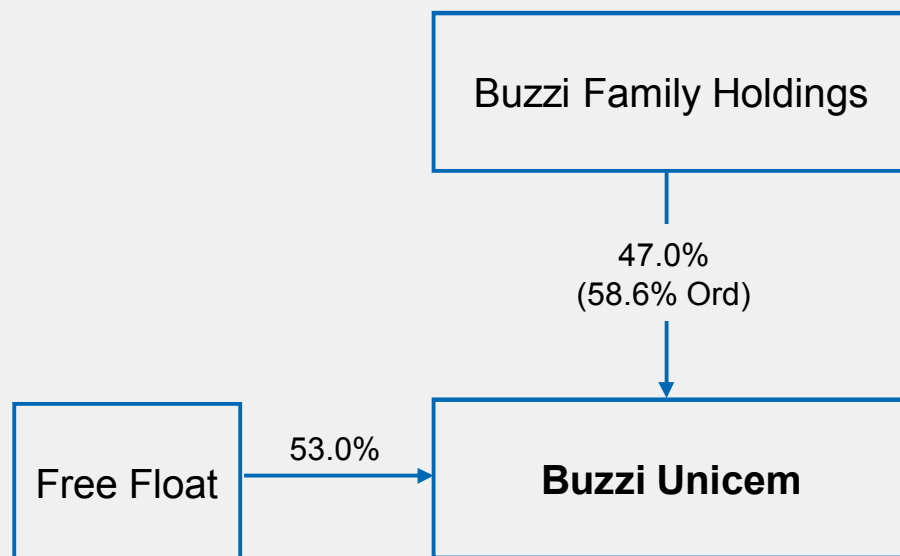 Buzzi Family Holdings
47.0%
(58.6% Ord)
53.0%
Free Float
Buzzi Unicem